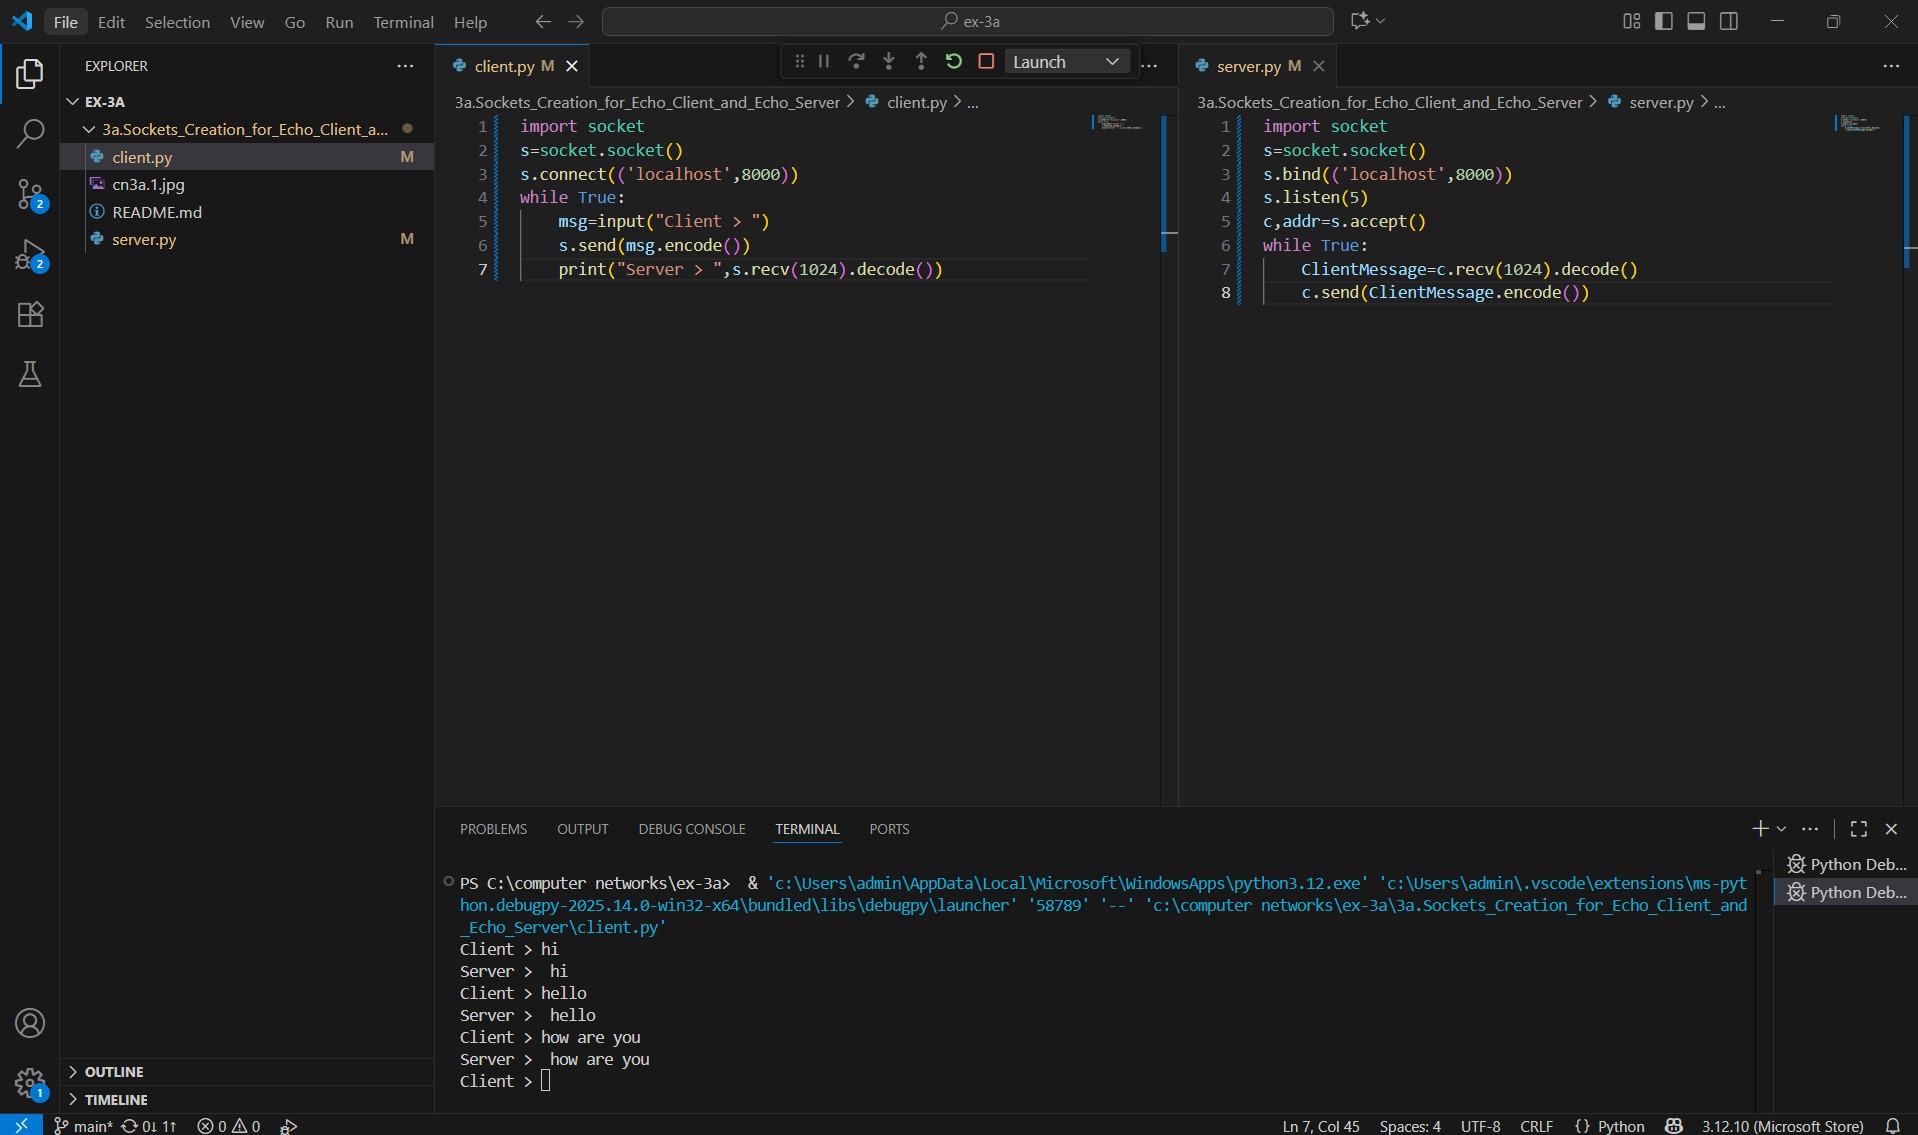 File Edit Selection View Go Run Terminal Help
ex-3a
EXPLORER
EX-3A
3a.Sockets_Creation_for_Echo_Client_a...
client.py M
cn3a.1.jpg
README.md
server.py M
OUTLINE
TIMELINE
client.py M
Launch
3a.Sockets_Creation_for_Echo_Client_and_Echo_Server > client.py > ...
1 import socket
2 s=socket.socket()
3 s.connect(('localhost',8000))
4 while True:
5 msg=input("Client > ")
6 s.send(msg.encode())
7 print("Server > ",s.recv(1024).decode())
server.py M
3a.Sockets_Creation_for_Echo_Client_and_Echo_Server > server.py > ...
1 import socket
2 s=socket.socket()
3 s.bind(('localhost',8000))
4 s.listen(5)
5 c,addr=s.accept()
6 while True:
7 ClientMessage=c.recv(1024).decode()
8 c.send(ClientMessage.encode())
PROBLEMS OUTPUT DEBUG CONSOLE TERMINAL PORTS
PS C:\computer networks\ex-3a> & 'c:\Users\admin\AppData\Local\Microsoft\WindowsApps\python3.12.exe' 'c:\Users\admin\.vscode\extensions\ms-pyt
hon.debugpy-2025.14.0-win32-x64\bundled\libs\debugpy\launcher' '58789' '--' 'c:\computer networks\ex-3a\3a.Sockets_Creation_for_Echo_Client_and
_Echo_Server\client.py'
Client > hi
Server >  hi
Client > hello
Server >  hello
Client > how are you
Server >  how are you
Client >
Python Deb...
Python Deb...
2
2
1
main* 0↓ 1↑ 0 0
Ln 7, Col 45 Spaces: 4 UTF-8 CRLF {} Python 3.12.10 (Microsoft Store)